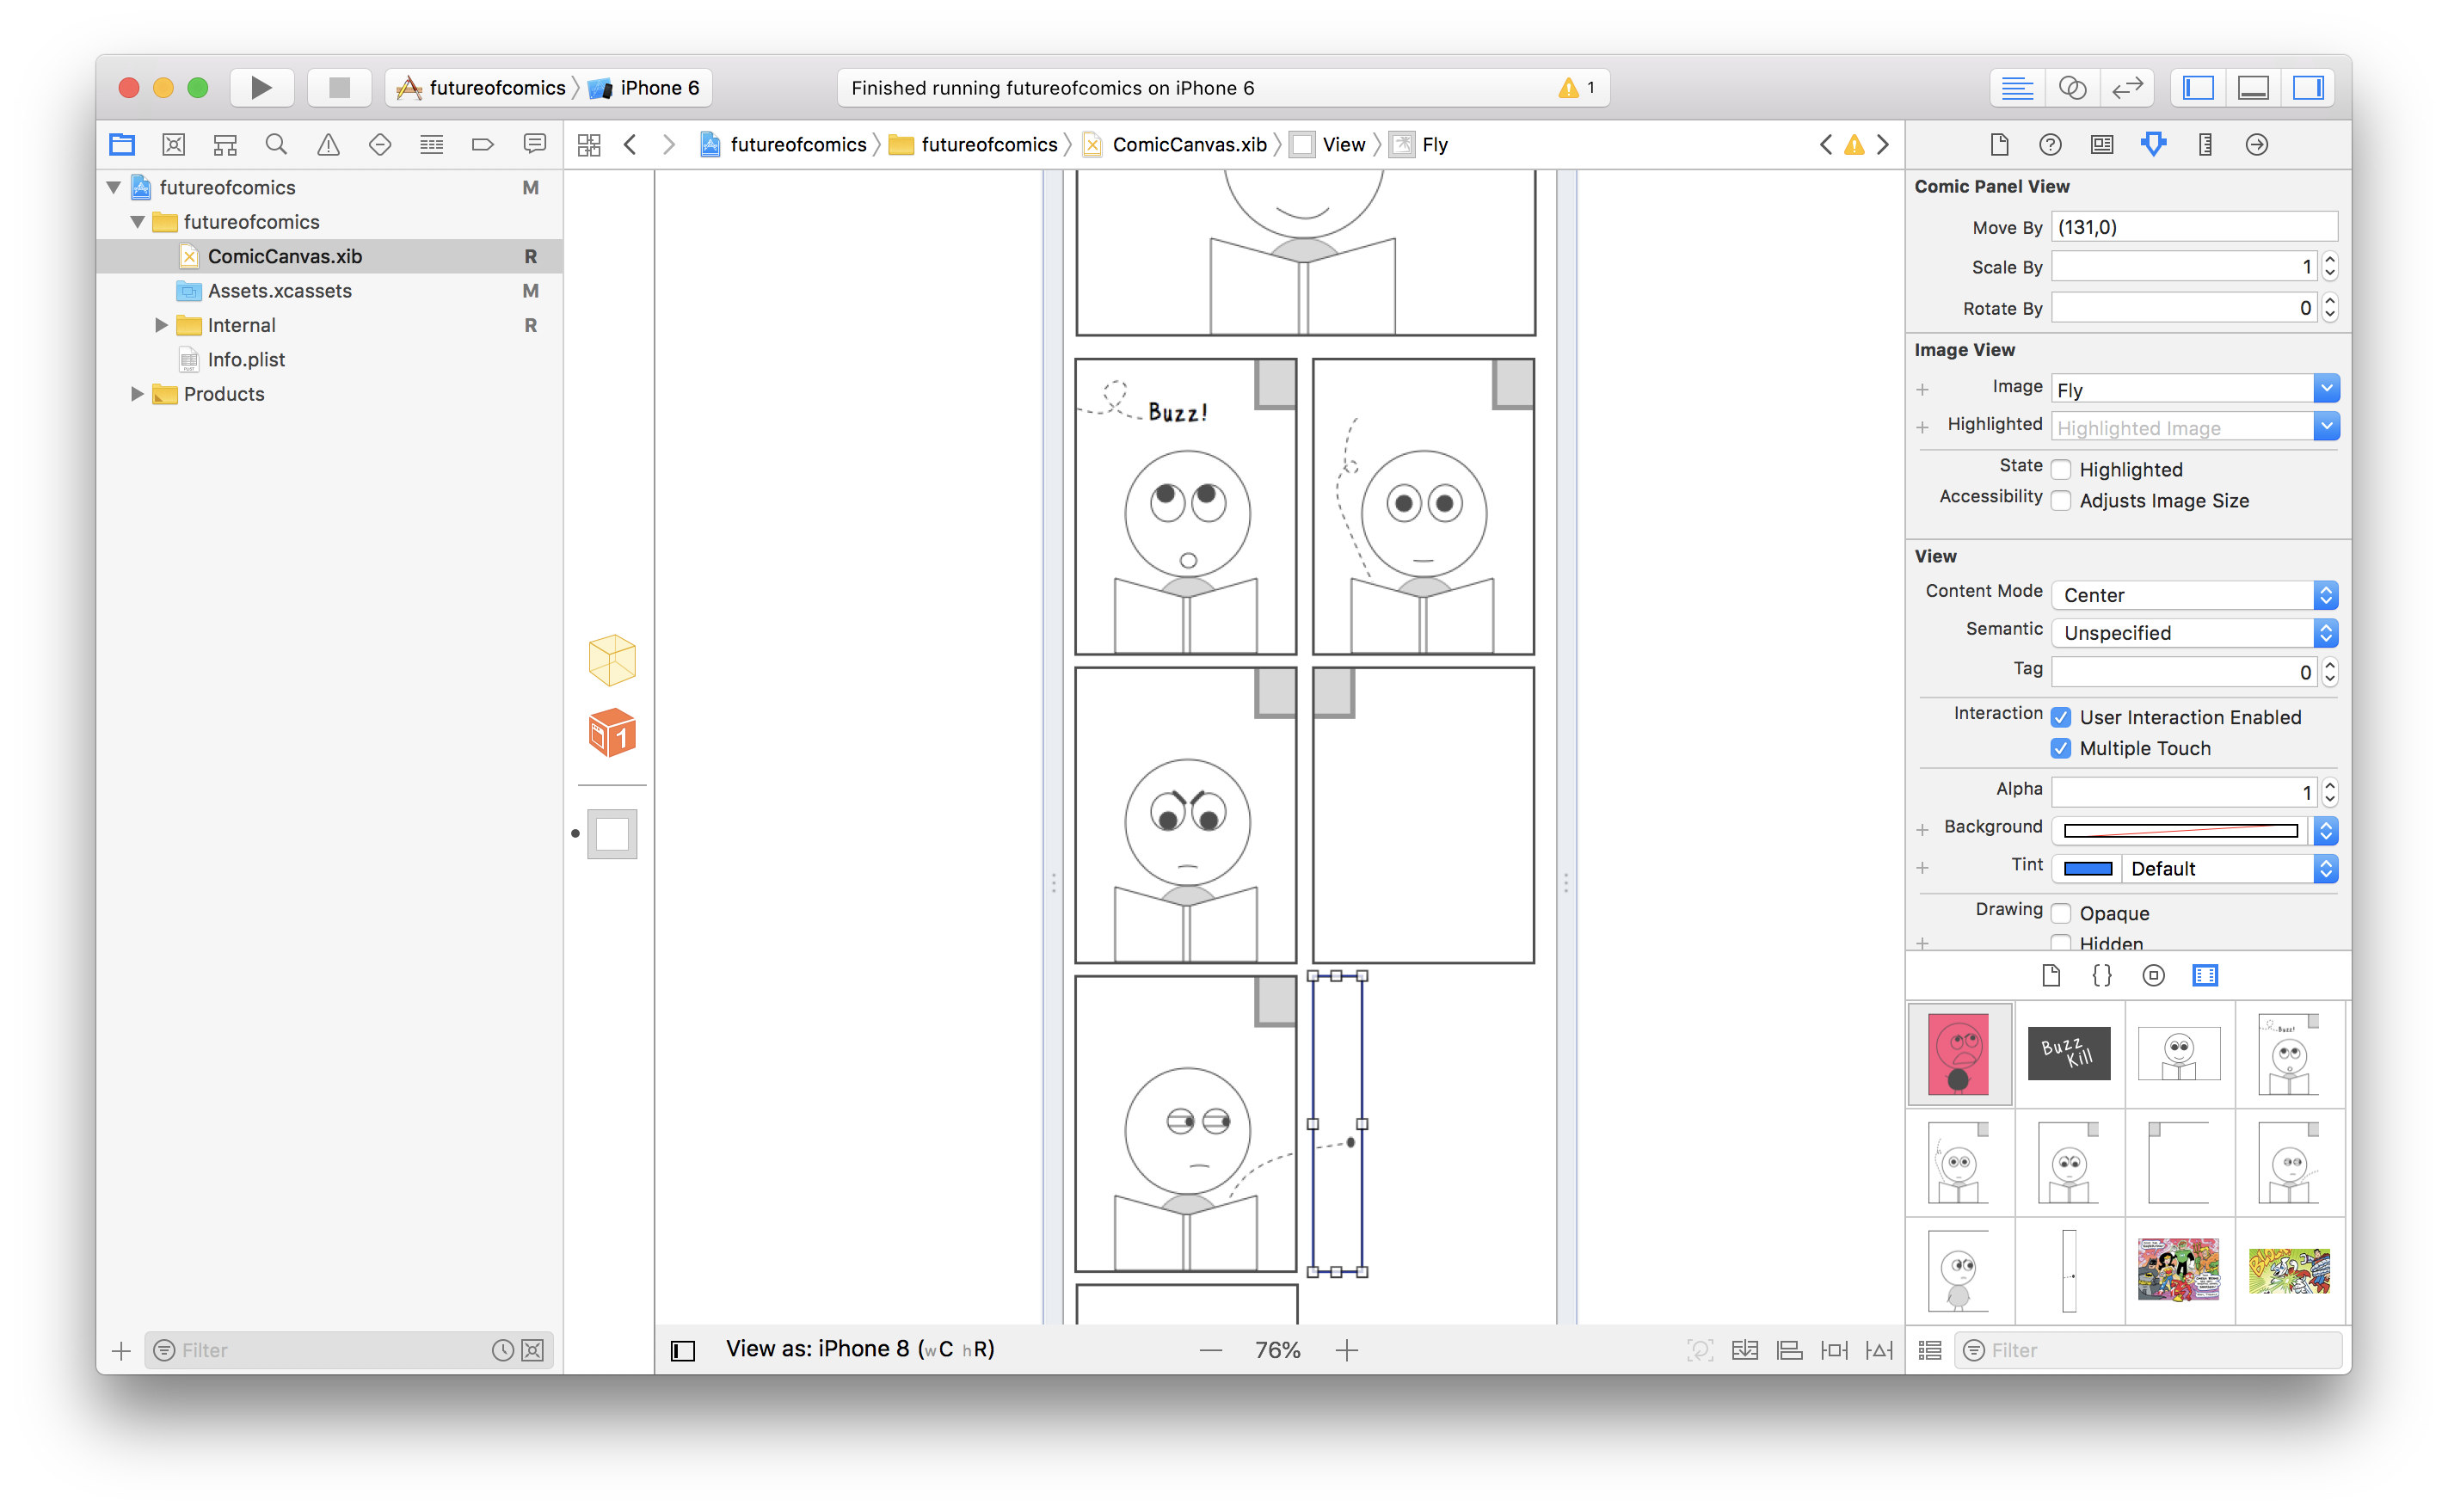 futureofcomics
iPhone 6
Finished running futureofcomics on iPhone 6
1
futureofcomics
futureofcomics
ComicCanvas.xib
View
Fly
futureofcomics
M
futureofcomics
ComicCanvas.xib
R
Assets.xcassets
M
Internal
R
Info.plist
Products
Filter
1
Buzz!
View as: iPhone 8 (wC hR)
76%
Comic Panel View
Move By
(131,0)
Scale By
1
Rotate By
0
Image View
Image
Fly
Highlighted
Highlighted Image
State
Highlighted
Accessibility
Adjusts Image Size
View
Content Mode
Center
Semantic
Unspecified
Tag
0
Interaction
User Interaction Enabled
Multiple Touch
Alpha
1
Background
Tint
Default
Drawing
Opaque
Hidden
{}
Buzz
Kill
Buzz!
Filter